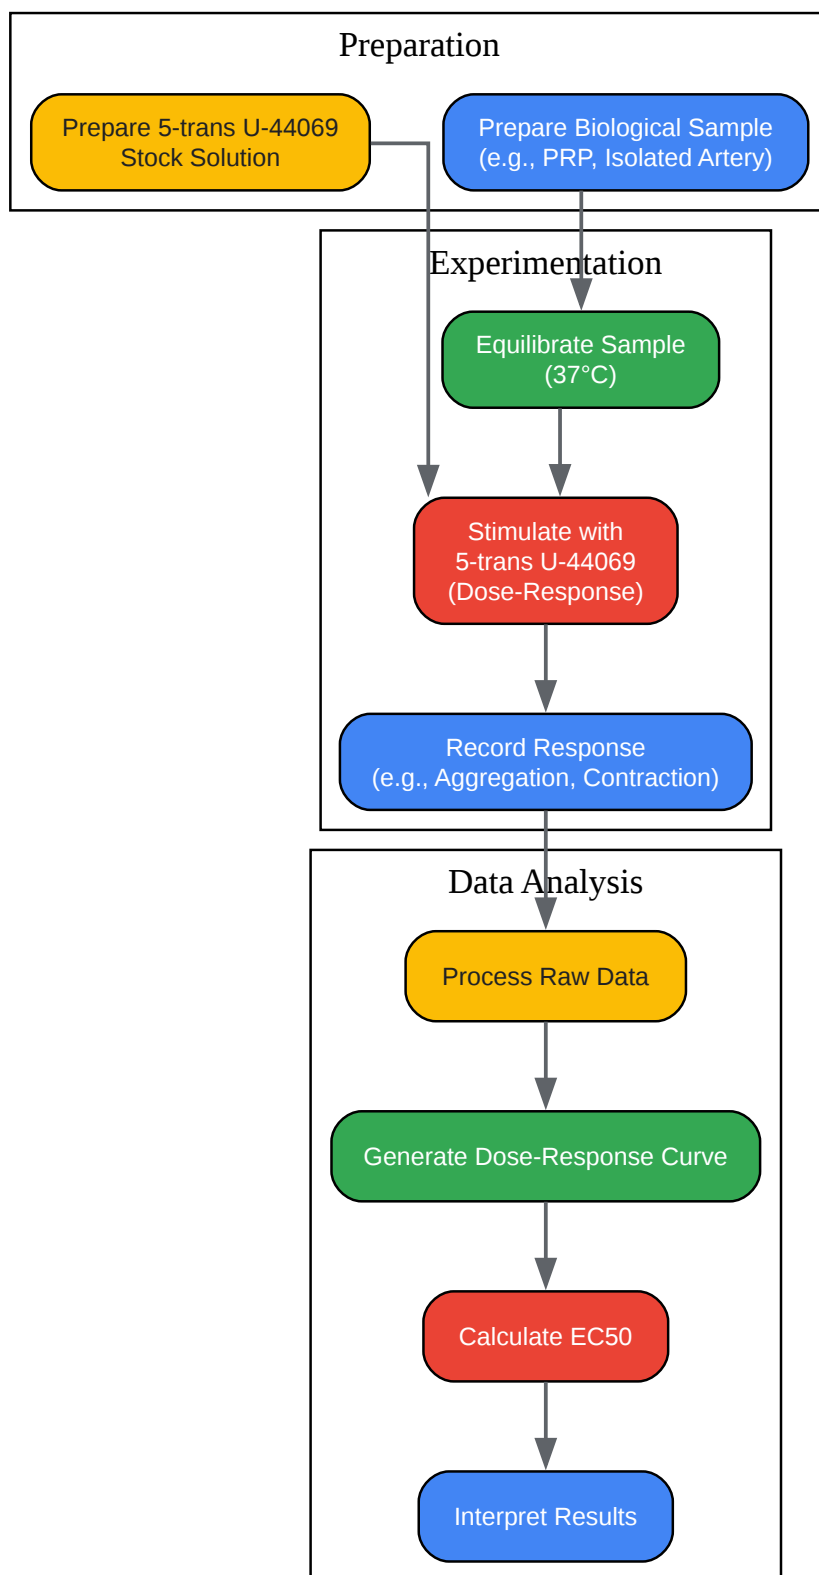 Preparation
Prepare 5-trans U-44069
Stock Solution
Prepare Biological Sample
(e.g., PRP, Isolated Artery)
Experimentation
Equilibrate Sample
(37°C)
Stimulate with
5-trans U-44069
(Dose-Response)
Record Response
(e.g., Aggregation, Contraction)
Data Analysis
Process Raw Data
Generate Dose-Response Curve
Calculate EC50
Interpret Results